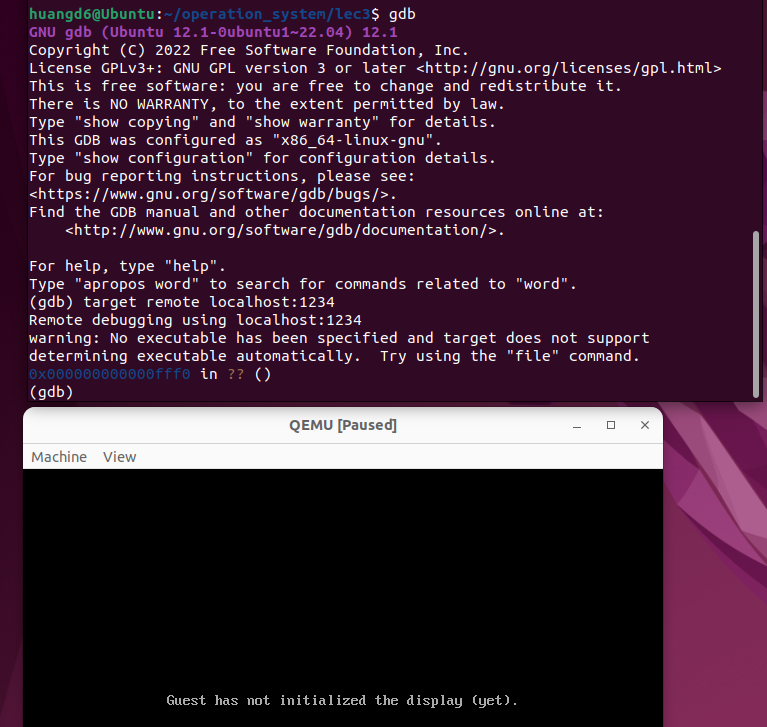 huangd6@Ubuntu:~/operation_system/lec3$ gdb
GNU gdb (Ubuntu 12.1-0ubuntu1~22.04) 12.1
Copyright (C) 2022 Free Software Foundation, Inc.
License GPLv3+: GNU GPL version 3 or later <http://gnu.org/licenses/gpl.html>
This is free software: you are free to change and redistribute it.
There is NO WARRANTY, to the extent permitted by law.
Type "show copying" and "show warranty" for details.
This GDB was configured as "x86_64-linux-gnu".
Type "show configuration" for configuration details.
For bug reporting instructions, please see:
<https://www.gnu.org/software/gdb/bugs/>.
Find the GDB manual and other documentation resources online at:
    <http://www.gnu.org/software/gdb/documentation/>.
For help, type "help".
Type "apropos word" to search for commands related to "word".
(gdb) target remote localhost:1234
Remote debugging using localhost:1234
warning: No executable has been specified and target does not support
determining executable automatically.  Try using the "file" command.
0x000000000000fff0 in ?? ()
(gdb)
QEMU [Paused]
Machine View
Guest has not initialized the display (yet).